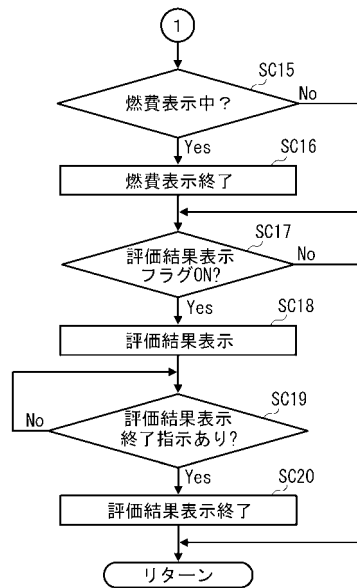 1
SC15
燃費表示中？
No
Yes
SC16
燃費表示終了
SC17
評価結果表示
フラグON?
No
Yes
SC18
評価結果表示
SC19
評価結果表示
終了指示あり?
No
Yes
SC20
評価結果表示終了
リターン